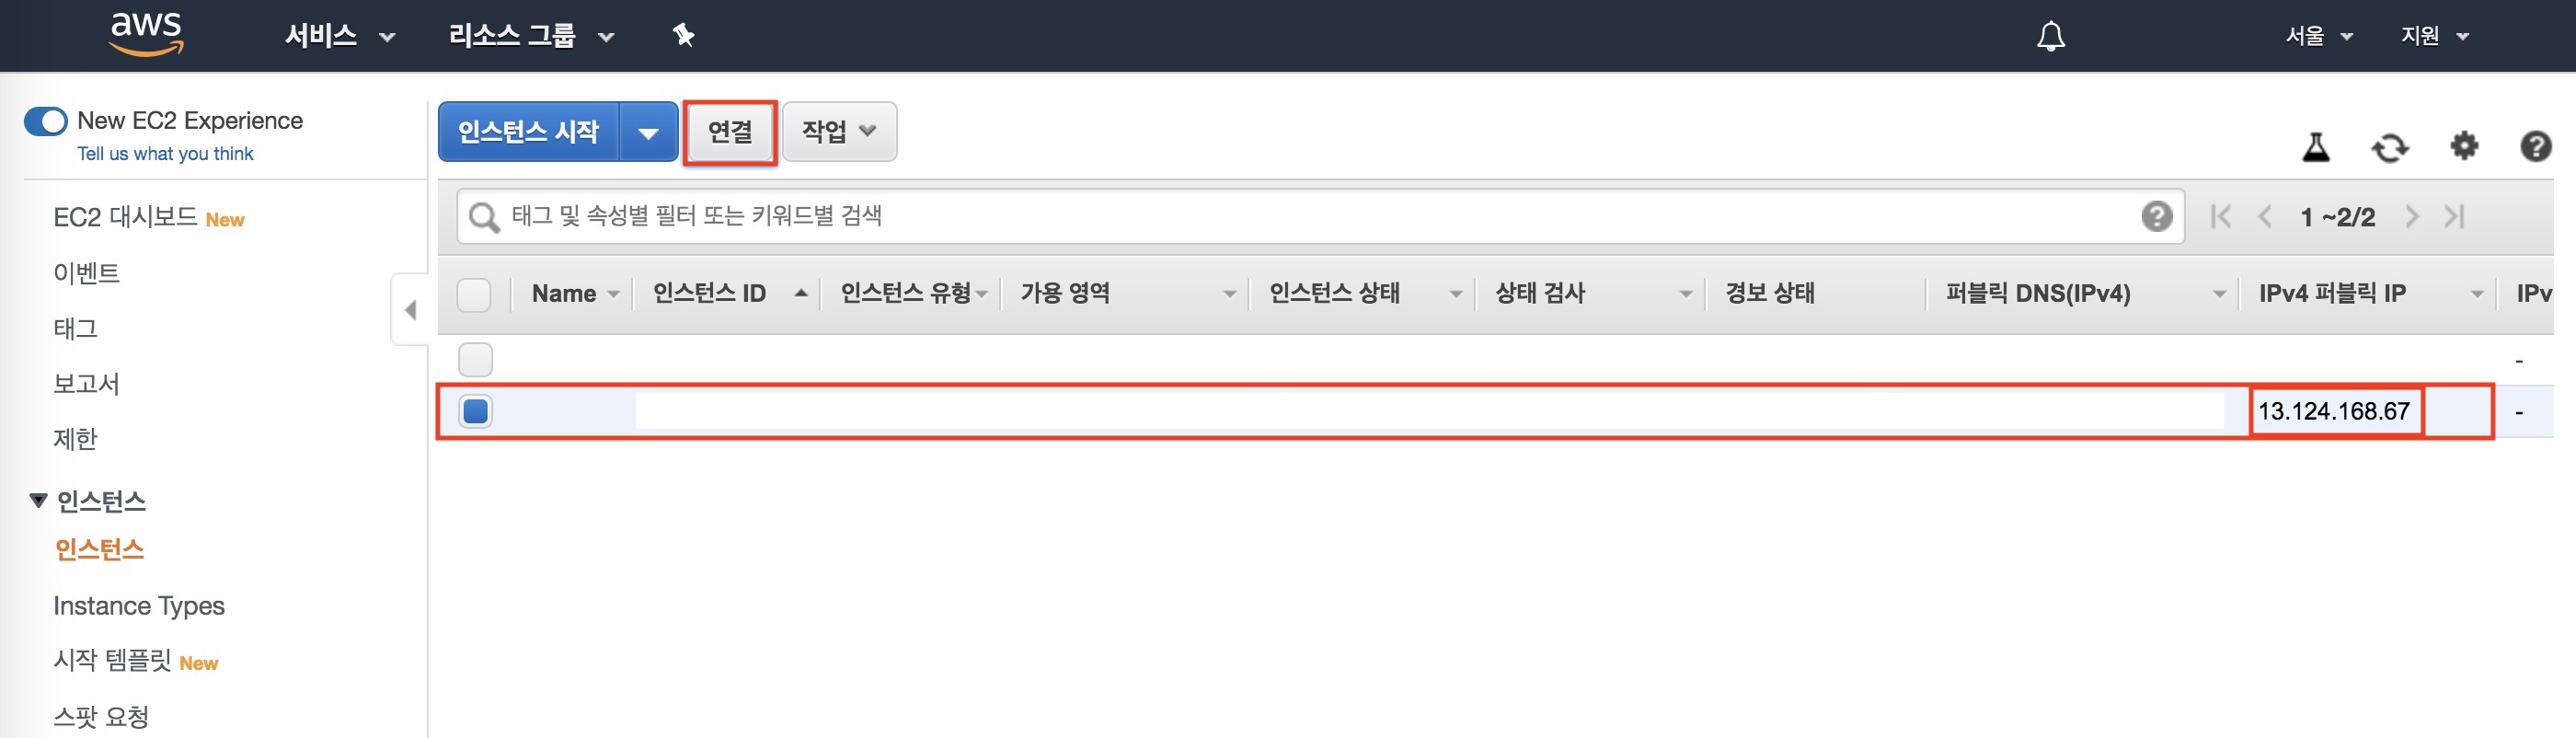 aws 서비스 리소스 그룹 서울 지원
New EC2 Experience
Tell us what you think
EC2 대시보드 New
이벤트
태그
보고서
제한
인스턴스
인스턴스
Instance Types
시작 템플릿 New
스팟 요청
인스턴스 시작 연결 작업
태그 및 속성별 필터 또는 키워드별 검색 1 ~2/2
Name 인스턴스 ID 인스턴스 유형 가용 영역 인스턴스 상태 상태 검사 경보 상태 퍼블릭 DNS(IPv4) IPv4 퍼블릭 IP IPv
-
13.124.168.67 -